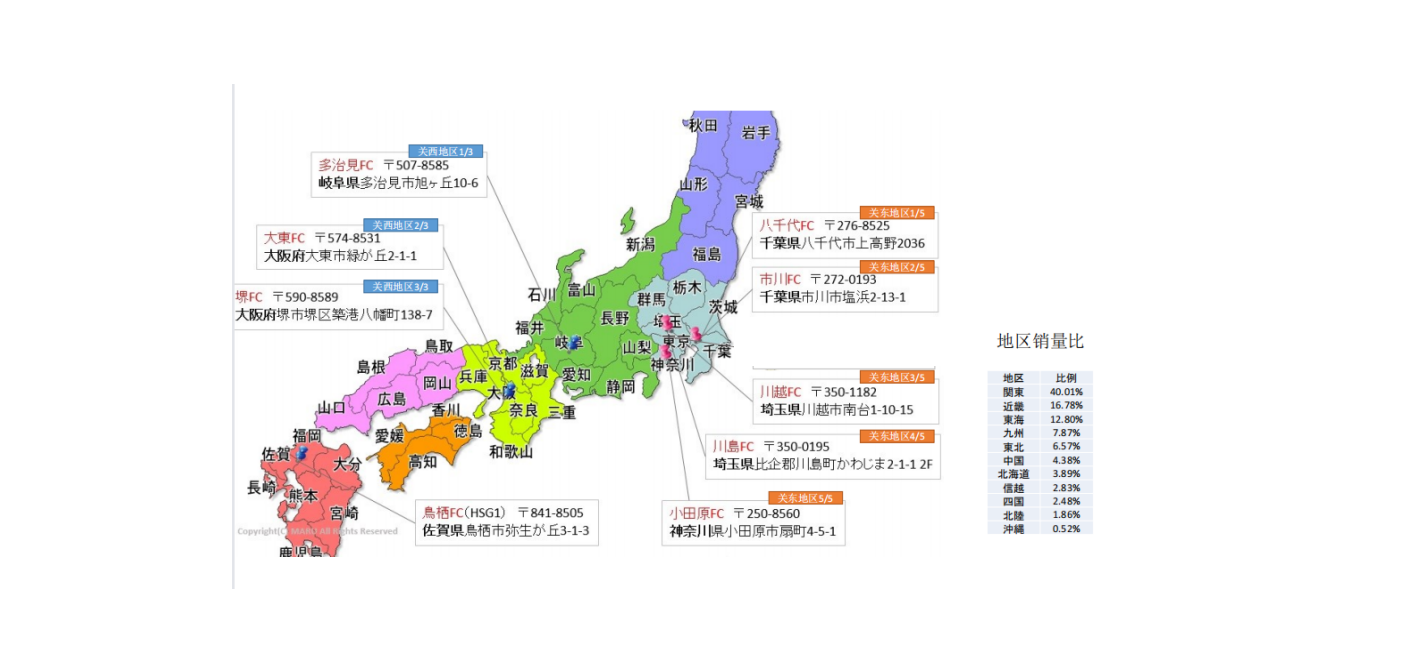 秋田
岩手
山形
宮城
新潟
福島
石川
富山
群馬
栃木
茨城
福井
長野
埼玉
岐阜
山梨
東京
千葉
神奈川
愛知
静岡
鳥取
島根
岡山
兵庫
京都
滋賀
広島
大阪
奈良
三重
山口
香川
徳島
和歌山
愛媛
高知
福岡
佐賀
大分
長崎
熊本
宮崎
鹿児島
关西地区1/3
多治見FC 〒507-8585
岐阜県多治見市旭ヶ丘10-6
关西地区2/3
大東FC 〒574-8531
大阪府大東市緑が丘2-1-1
关西地区3/3
堺FC 〒590-8589
大阪府堺市堺区築港八幡町138-7
关东地区1/5
八千代FC 〒276-8525
千葉県八千代市上高野2036
关东地区2/5
市川FC 〒272-0193
千葉県市川市塩浜2-13-1
关东地区3/5
川越FC 〒350-1182
埼玉県川越市南台1-10-15
关东地区4/5
川島FC 〒350-0195
埼玉県比企郡川島町かわじま2-1-1 2F
关东地区5/5
小田原FC 〒250-8560
神奈川県小田原市扇町4-5-1
鳥栖FC(HSG1) 〒841-8505
佐賀県鳥栖市弥生が丘3-1-3
Copyright(C) MARO All Rights Reserved
地区销量比
地区 比例
関東 40.01%
近畿 16.78%
東海 12.80%
九州 7.87%
東北 6.57%
中国 4.38%
北海道 3.89%
信越 2.83%
四国 2.48%
北陸 1.86%
沖縄 0.52%